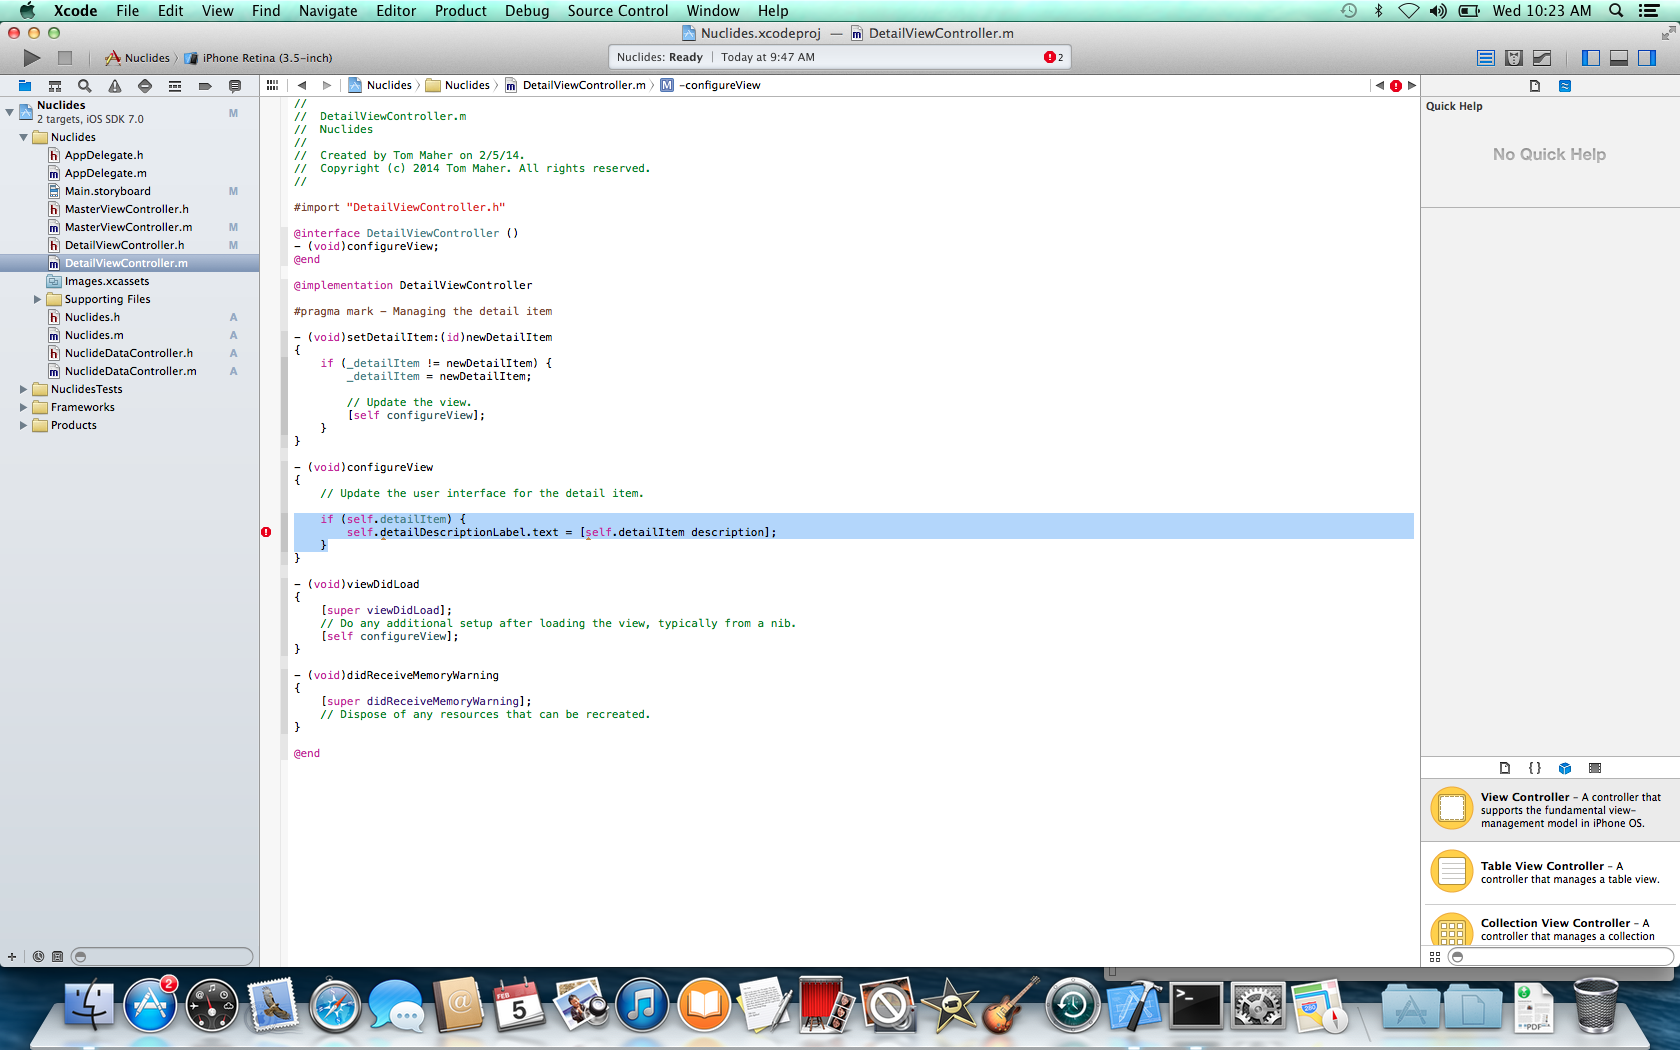 Xcode File Edit View Find Navigate Editor Product Debug Source Control Window Help Wed 10:23 AM
Nuclides.xcodeproj — DetailViewController.m
Nuclides iPhone Retina (3.5-inch)
Nuclides: Ready Today at 9:47 AM 2
Nuclides Nuclides DetailViewController.m -configureView
Nuclides M
2 targets, iOS SDK 7.0
Nuclides
AppDelegate.h
AppDelegate.m
Main.storyboard M
MasterViewController.h
MasterViewController.m M
DetailViewController.h M
DetailViewController.m
Images.xcassets
Supporting Files
Nuclides.h A
Nuclides.m A
NuclideDataController.h A
NuclideDataController.m A
NuclidesTests
Frameworks
Products
//
// DetailViewController.m
// Nuclides
//
// Created by Tom Maher on 2/5/14.
// Copyright (c) 2014 Tom Maher. All rights reserved.
//
#import "DetailViewController.h"
@interface DetailViewController ()
- (void)configureView;
@end
@implementation DetailViewController
#pragma mark - Managing the detail item
- (void)setDetailItem:(id)newDetailItem
{
if (_detailItem != newDetailItem) {
_detailItem = newDetailItem;
// Update the view.
[self configureView];
}
}
- (void)configureView
{
// Update the user interface for the detail item.
if (self.detailItem) {
self.detailDescriptionLabel.text = [self.detailItem description];
}
}
- (void)viewDidLoad
{
[super viewDidLoad];
// Do any additional setup after loading the view, typically from a nib.
[self configureView];
}
- (void)didReceiveMemoryWarning
{
[super didReceiveMemoryWarning];
// Dispose of any resources that can be recreated.
}
@end
Quick Help
No Quick Help
{ }
View Controller - A controller that
supports the fundamental view-
management model in iPhone OS.
Table View Controller - A
controller that manages a table view.
Collection View Controller - A
controller that manages a collection
2
FEB
5
PDF